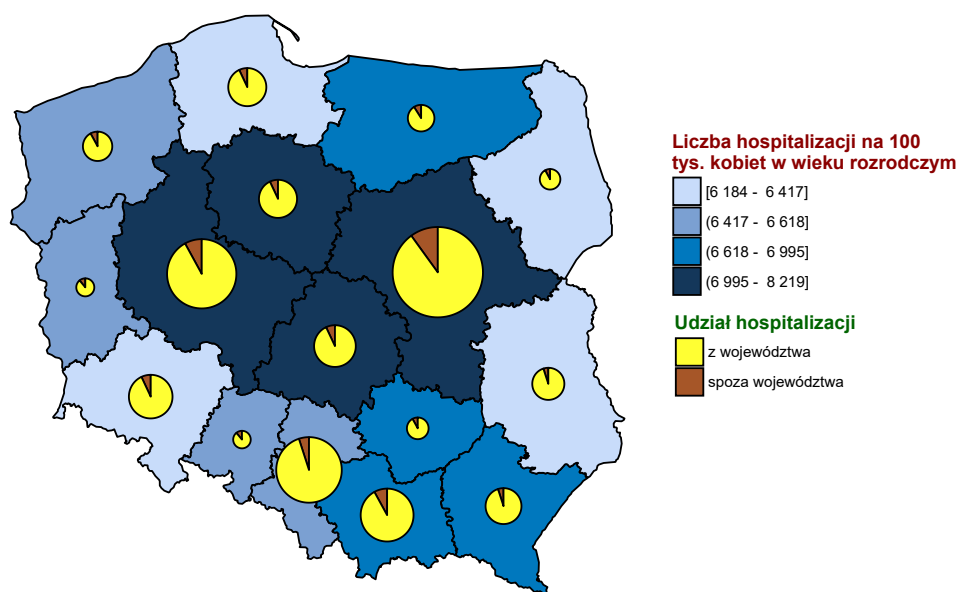 Liczba hospitalizacji na 100
tys. kobiet w wieku rozrodczym
[6 184 - 6 417]
(6 417 - 6 618]
(6 618 - 6 995]
(6 995 - 8 219]
Udział hospitalizacji
z województwa
spoza województwa